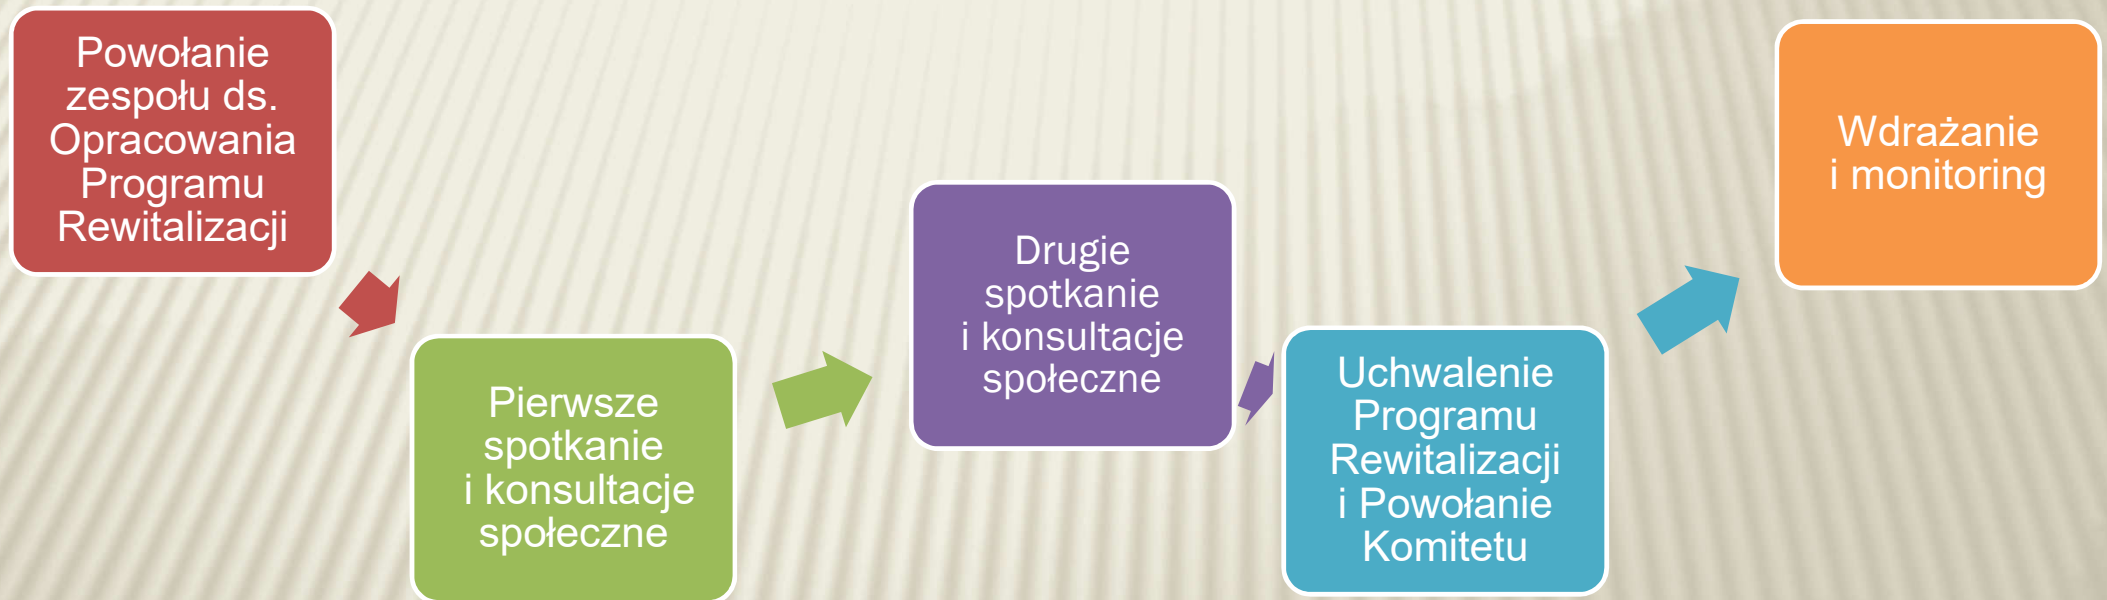 Powołanie
zespołu ds.
Opracowania
Programu
Rewitalizacji
Pierwsze
spotkanie
i konsultacje
społeczne
Drugie
spotkanie
i konsultacje
społeczne
Uchwalenie
Programu
Rewitalizacji
i Powołanie
Komitetu
Wdrażanie
i monitoring